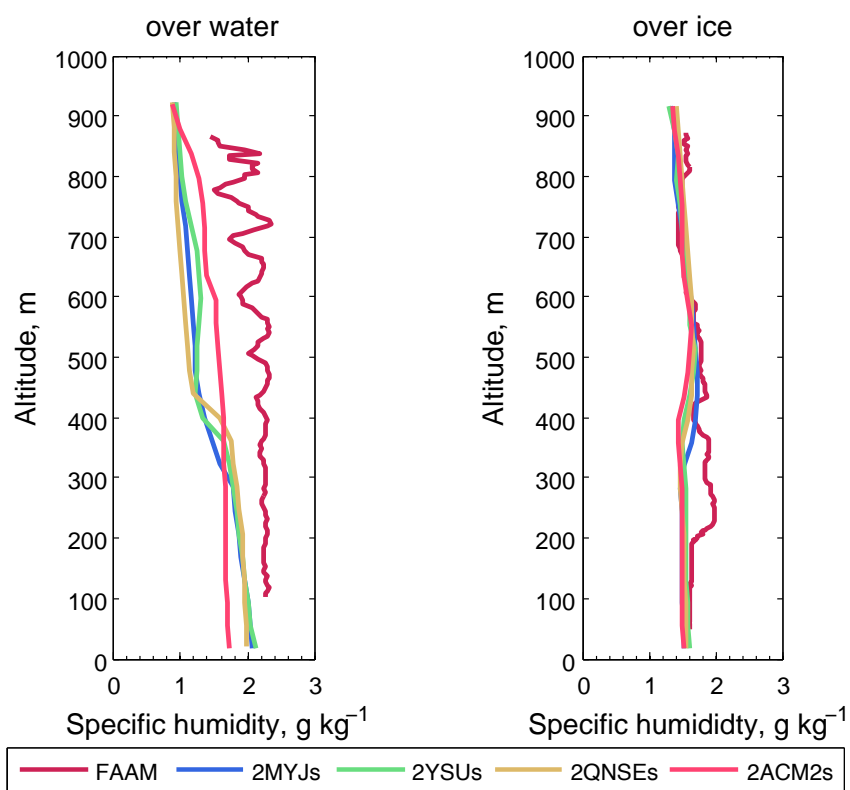 over water
over ice
1000
900
800
700
600
500
400
300
200
100
0
Altitude, m
0 1 2 3
Specific humidity, g kg⁻¹
1000
900
800
700
600
500
400
300
200
100
0
Altitude, m
0 1 2 3
Specific humididty, g kg⁻¹
FAAM 2MYJs 2YSUs 2QNSEs 2ACM2s